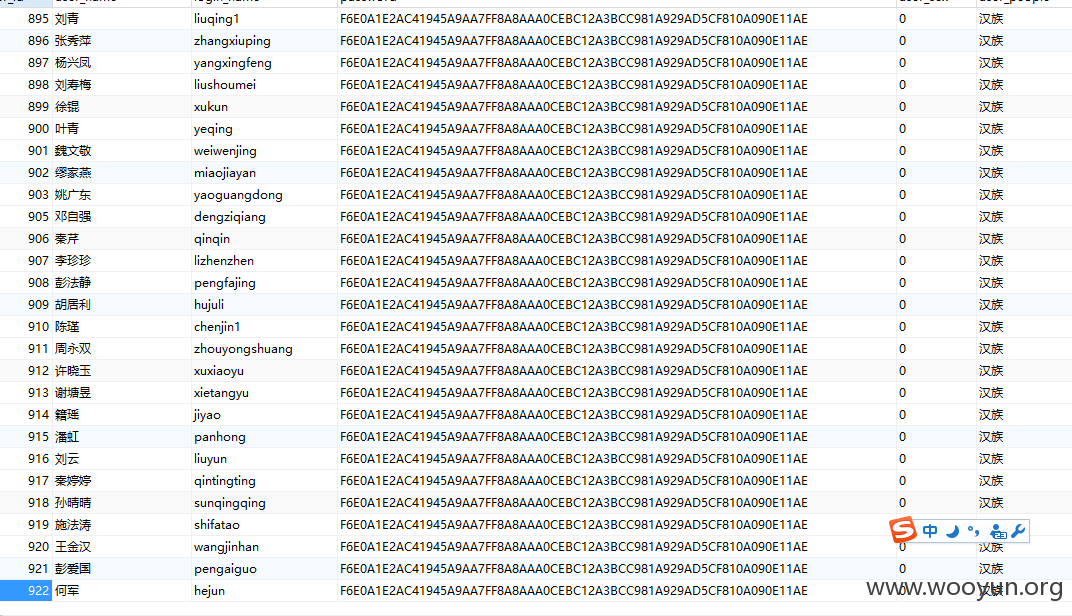 895 刘青 liuqing1 F6E0A1E2AC41945A9AA7FF8A8AAA0CEBC12A3BCC981A929AD5CF810A090E11AE 0 汉族
896 张秀萍 zhangxiuping F6E0A1E2AC41945A9AA7FF8A8AAA0CEBC12A3BCC981A929AD5CF810A090E11AE 0 汉族
897 杨兴凤 yangxingfeng F6E0A1E2AC41945A9AA7FF8A8AAA0CEBC12A3BCC981A929AD5CF810A090E11AE 0 汉族
898 刘寿梅 liushoumei F6E0A1E2AC41945A9AA7FF8A8AAA0CEBC12A3BCC981A929AD5CF810A090E11AE 0 汉族
899 徐锟 xukun F6E0A1E2AC41945A9AA7FF8A8AAA0CEBC12A3BCC981A929AD5CF810A090E11AE 0 汉族
900 叶青 yeqing F6E0A1E2AC41945A9AA7FF8A8AAA0CEBC12A3BCC981A929AD5CF810A090E11AE 0 汉族
901 魏文敬 weiwenjing F6E0A1E2AC41945A9AA7FF8A8AAA0CEBC12A3BCC981A929AD5CF810A090E11AE 0 汉族
902 缪家燕 miaojiayan F6E0A1E2AC41945A9AA7FF8A8AAA0CEBC12A3BCC981A929AD5CF810A090E11AE 0 汉族
903 姚广东 yaoguangdong F6E0A1E2AC41945A9AA7FF8A8AAA0CEBC12A3BCC981A929AD5CF810A090E11AE 0 汉族
905 邓自强 dengziqiang F6E0A1E2AC41945A9AA7FF8A8AAA0CEBC12A3BCC981A929AD5CF810A090E11AE 0 汉族
906 秦芹 qinqin F6E0A1E2AC41945A9AA7FF8A8AAA0CEBC12A3BCC981A929AD5CF810A090E11AE 0 汉族
907 李珍珍 lizhenzhen F6E0A1E2AC41945A9AA7FF8A8AAA0CEBC12A3BCC981A929AD5CF810A090E11AE 0 汉族
908 彭法静 pengfajing F6E0A1E2AC41945A9AA7FF8A8AAA0CEBC12A3BCC981A929AD5CF810A090E11AE 0 汉族
909 胡居利 hujuli F6E0A1E2AC41945A9AA7FF8A8AAA0CEBC12A3BCC981A929AD5CF810A090E11AE 0 汉族
910 陈瑾 chenjin1 F6E0A1E2AC41945A9AA7FF8A8AAA0CEBC12A3BCC981A929AD5CF810A090E11AE 0 汉族
911 周永双 zhouyongshuang F6E0A1E2AC41945A9AA7FF8A8AAA0CEBC12A3BCC981A929AD5CF810A090E11AE 0 汉族
912 许晓玉 xuxiaoyu F6E0A1E2AC41945A9AA7FF8A8AAA0CEBC12A3BCC981A929AD5CF810A090E11AE 0 汉族
913 谢塘昱 xietangyu F6E0A1E2AC41945A9AA7FF8A8AAA0CEBC12A3BCC981A929AD5CF810A090E11AE 0 汉族
914 籍瑶 jiyao F6E0A1E2AC41945A9AA7FF8A8AAA0CEBC12A3BCC981A929AD5CF810A090E11AE 0 汉族
915 潘虹 panhong F6E0A1E2AC41945A9AA7FF8A8AAA0CEBC12A3BCC981A929AD5CF810A090E11AE 0 汉族
916 刘云 liuyun F6E0A1E2AC41945A9AA7FF8A8AAA0CEBC12A3BCC981A929AD5CF810A090E11AE 0 汉族
917 秦婷婷 qintingting F6E0A1E2AC41945A9AA7FF8A8AAA0CEBC12A3BCC981A929AD5CF810A090E11AE 0 汉族
918 孙晴晴 sunqingqing F6E0A1E2AC41945A9AA7FF8A8AAA0CEBC12A3BCC981A929AD5CF810A090E11AE 0 汉族
919 施法涛 shifatao F6E0A1E2AC41945A9AA7FF8A8AAA0CEBC12A3BCC981A929AD5CF810A090E11AE
中
920 王金汉 wangjinhan F6E0A1E2AC41945A9AA7FF8A8AAA0CEBC12A3BCC981A929AD5CF810A090E11AE 0 汉族
921 彭爱国 pengaiguo F6E0A1E2AC41945A9AA7FF8A8AAA0CEBC12A3BCC981A929AD5CF810A090E11AE 0 汉族
922 何军 hejun F6E0A1E2AC41945A9AA7FF8A8AAA0CEBC12A3BCC981A929AD5CF810A090E11AE 0 汉族
www.wooyun.org